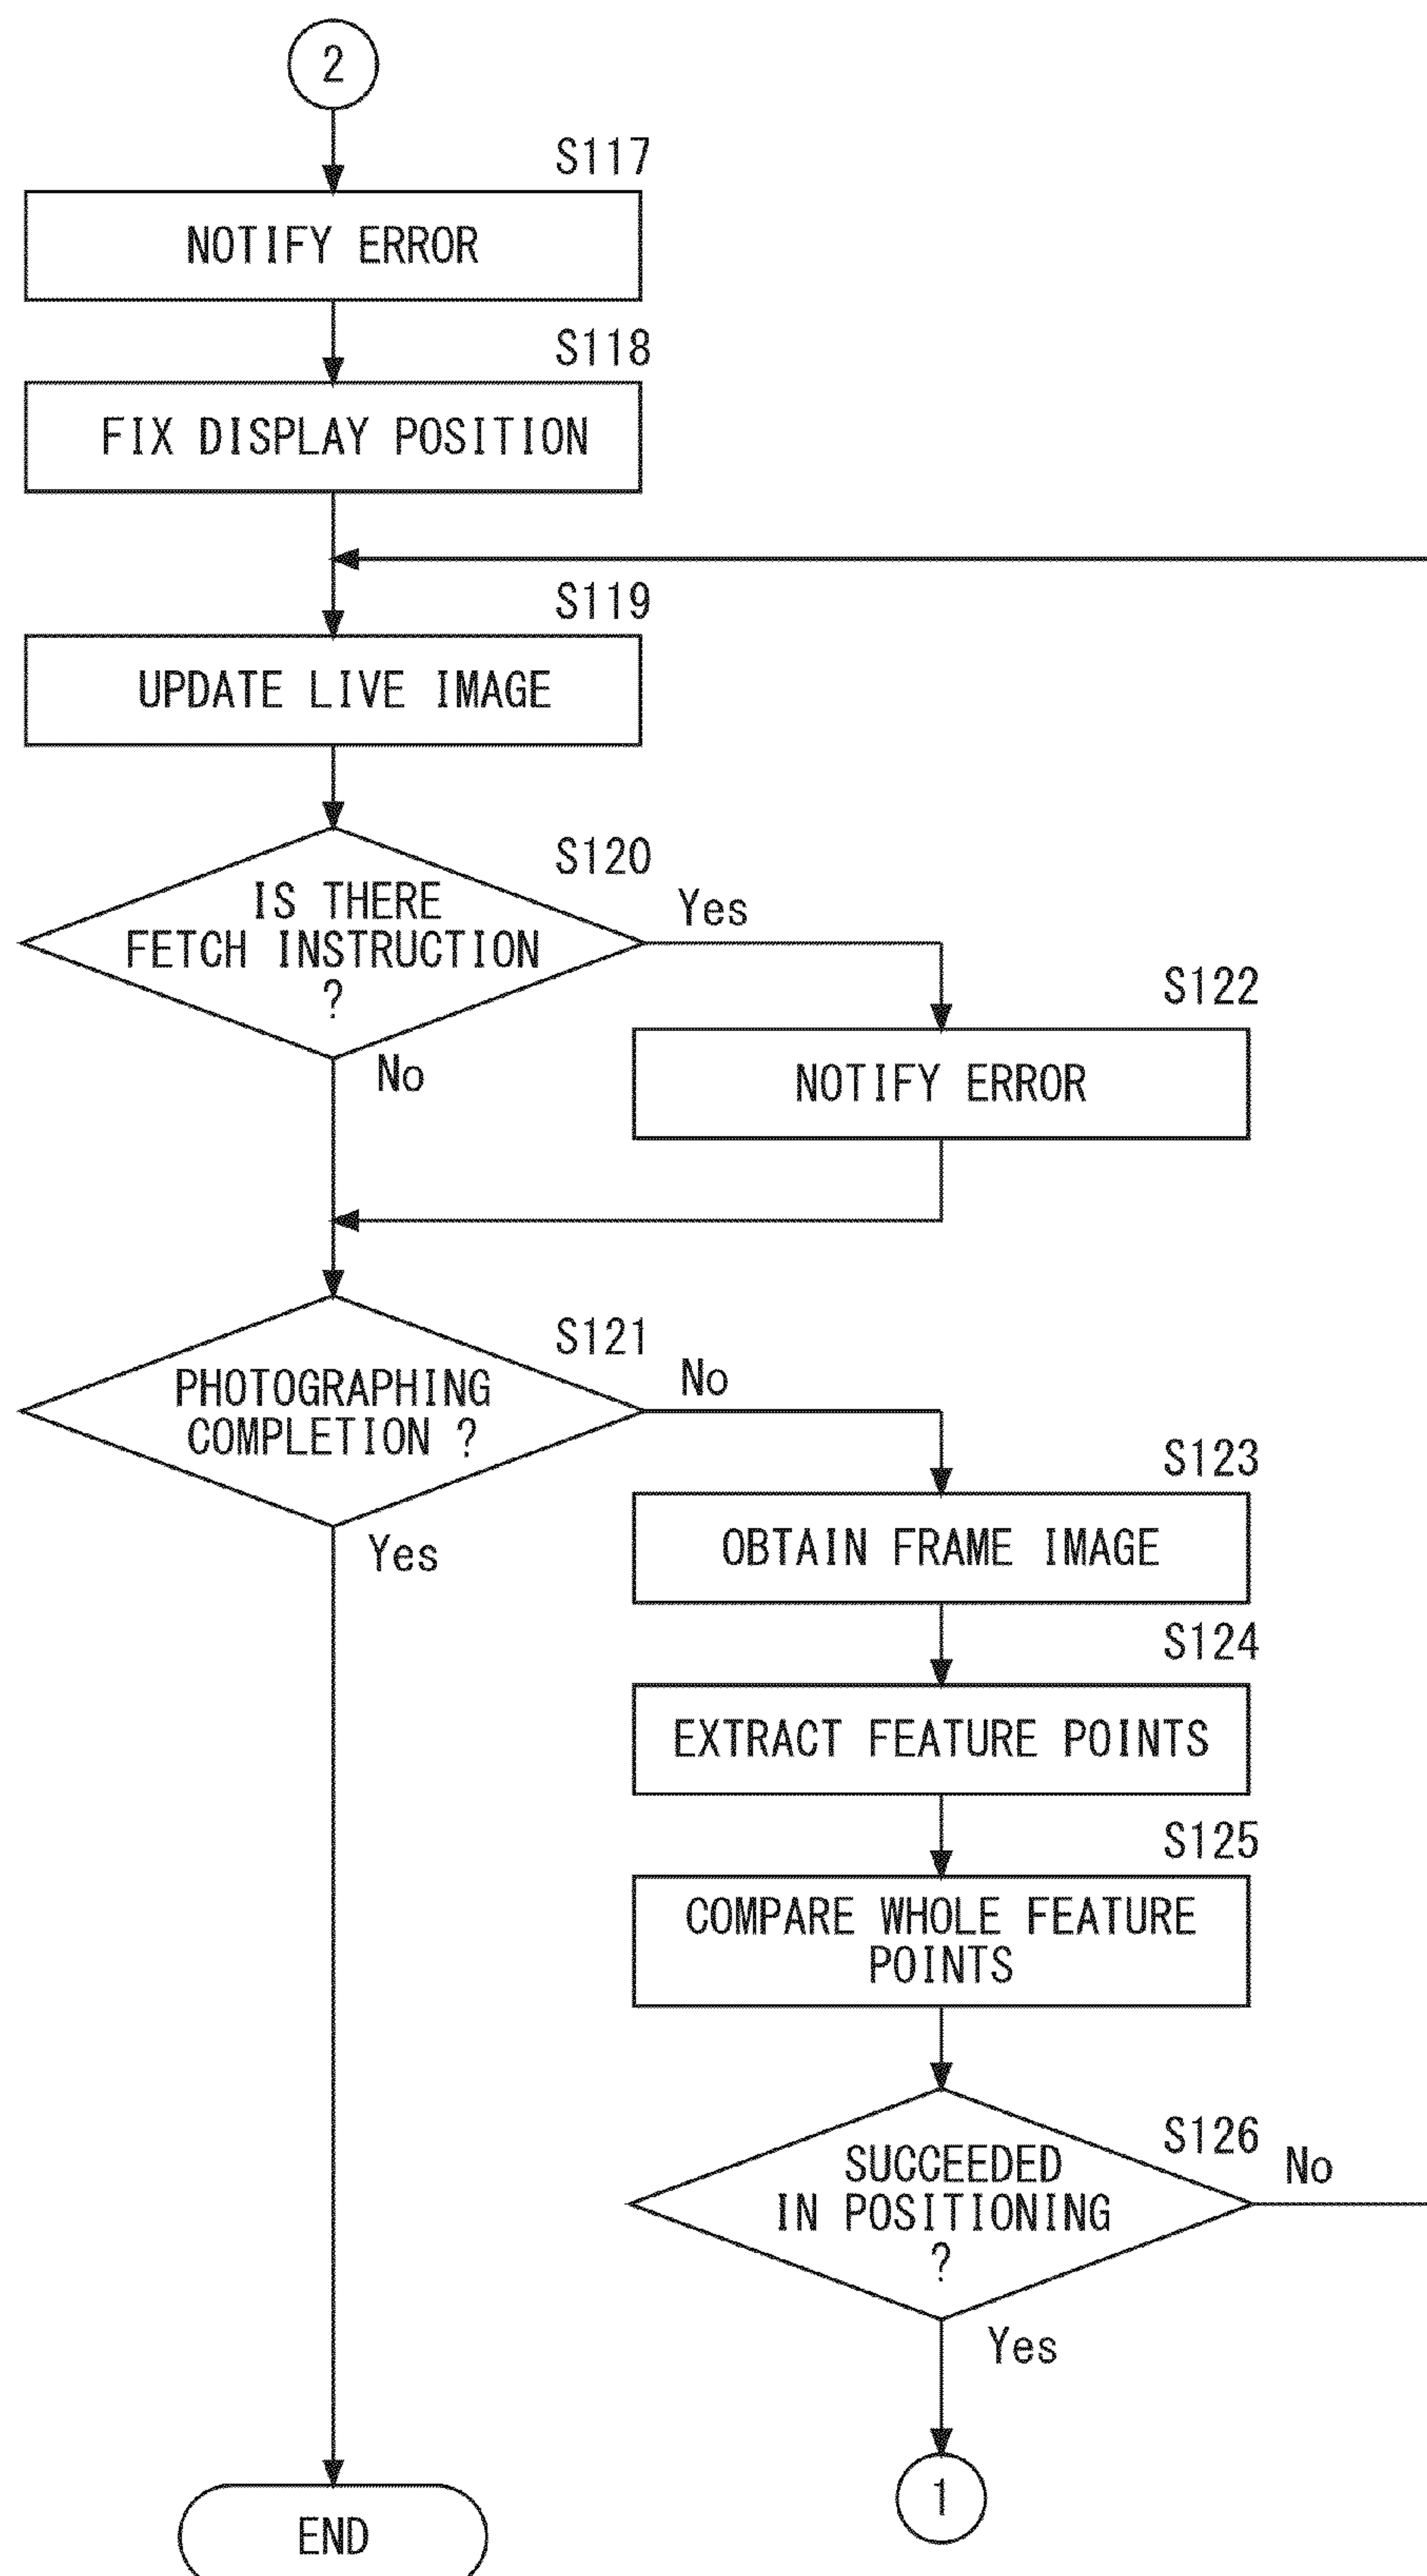 2
S117
NOTIFY ERROR
S118
FIX DISPLAY POSITION
S119
UPDATE LIVE IMAGE
S120
IS THERE
FETCH INSTRUCTION
?
Yes
No
S122
NOTIFY ERROR
S121
PHOTOGRAPHING
COMPLETION ?
No
Yes
S123
OBTAIN FRAME IMAGE
S124
EXTRACT FEATURE POINTS
S125
COMPARE WHOLE FEATURE
POINTS
S126
SUCCEEDED
IN POSITIONING
?
No
Yes
1
END